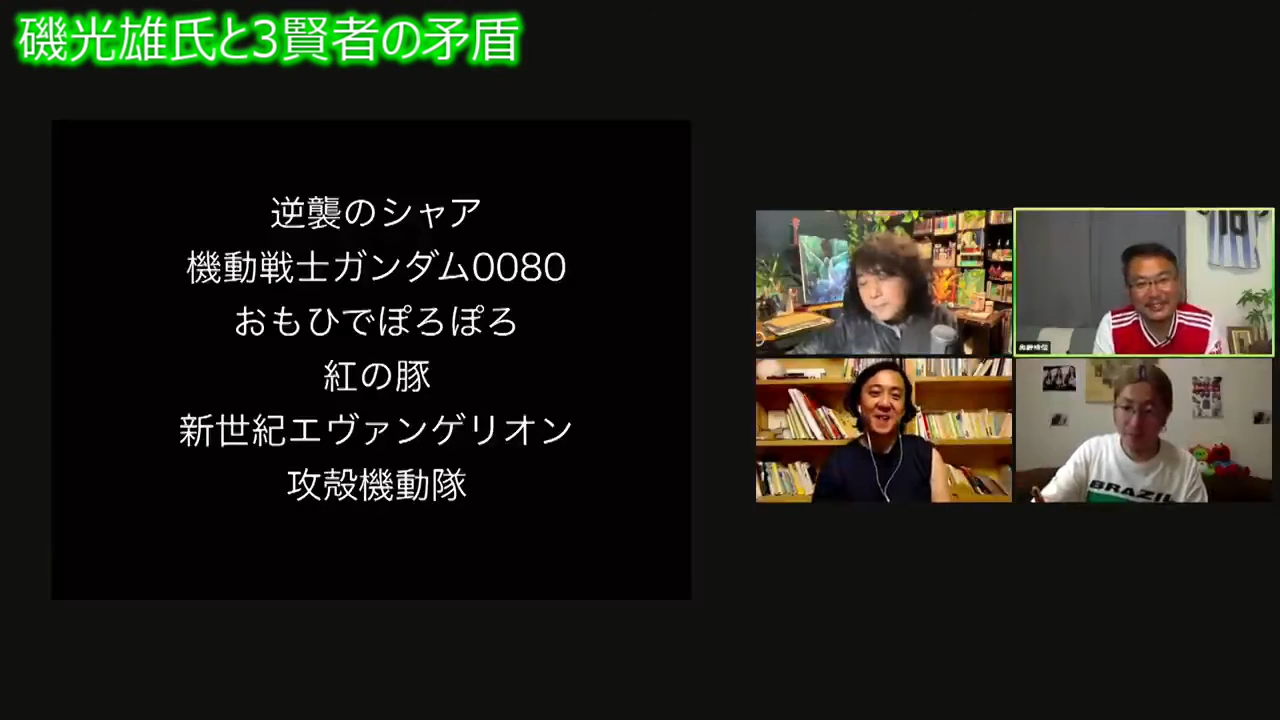 磯光雄氏と3賢者の矛盾
逆襲のシャア
機動戦士ガンダム0080
おもひでぽろぽろ
紅の豚
新世紀エヴァンゲリオン
攻殻機動隊
10
BRAZIL